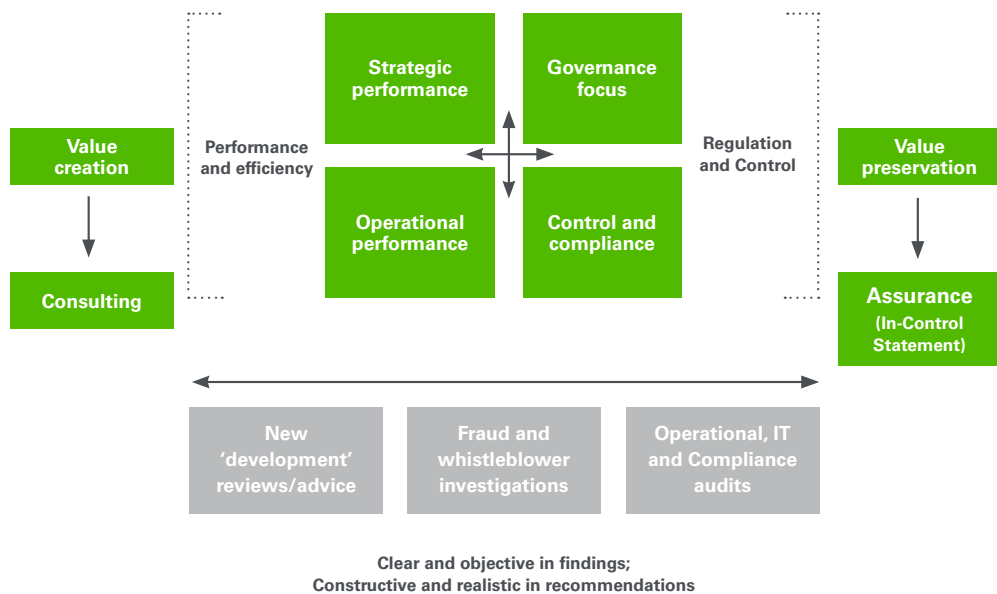 Value
creation
Consulting
Performance
and efficiency
Strategic
performance
Governance
focus
Operational
performance
Control and
compliance
Regulation
and Control
Value
preservation
Assurance
(In-Control
Statement)
New
‘development’
reviews/advice
Fraud and
whistleblower
investigations
Operational, IT
and Compliance
audits
Clear and objective in findings;
Constructive and realistic in recommendations